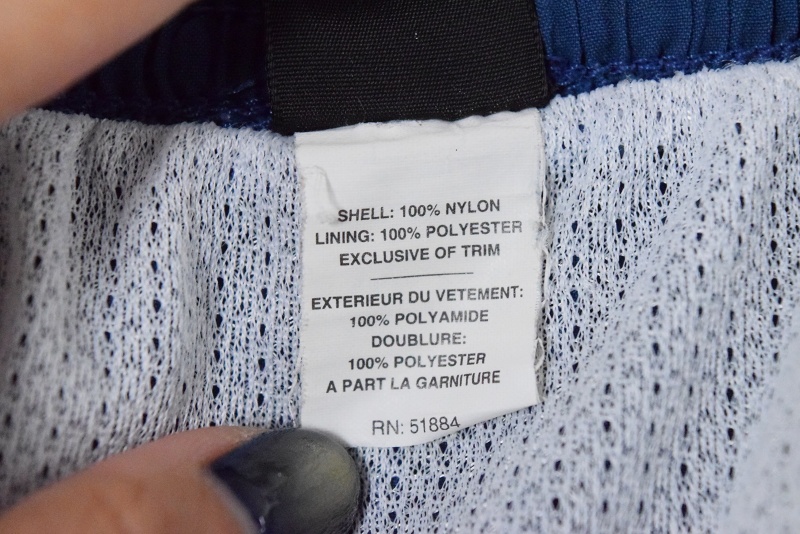 SHELL: 100% NYLON
LINING: 100% POLYESTER
EXCLUSIVE OF TRIM
EXTERIEUR DU VETEMENT:
100% POLYAMIDE
DOUBLURE:
100% POLYESTER
A PART LA GARNITURE
RN: 51884